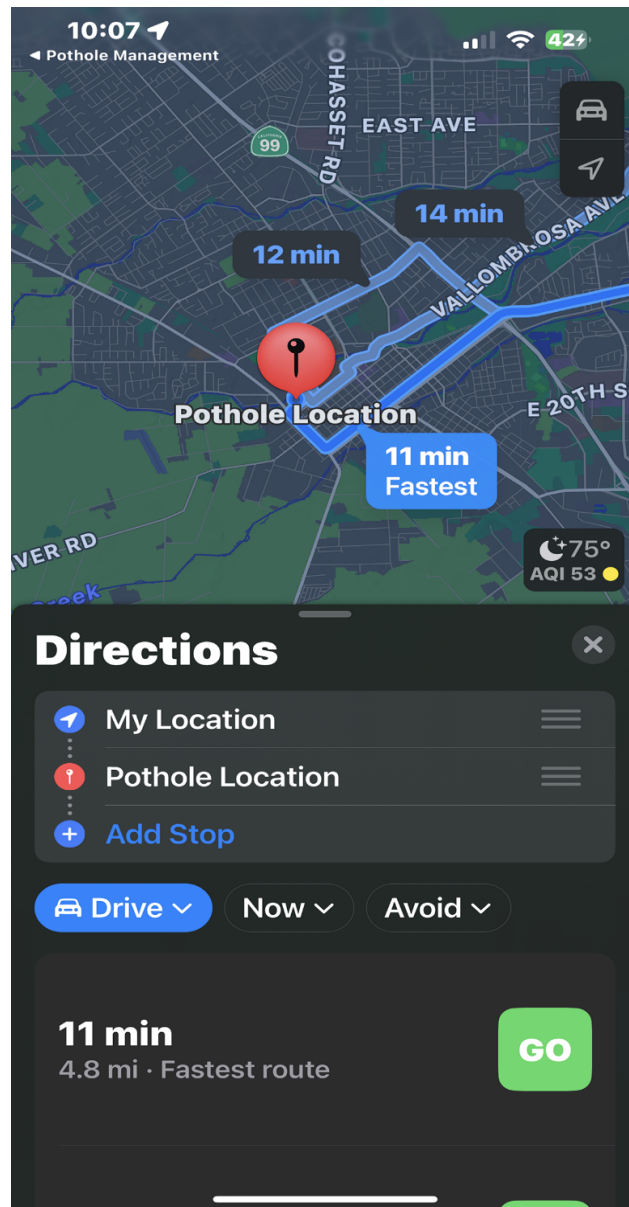 10:07
42
◀ Pothole Management
COHASSET RD
EAST AVE
CALIFORNIA
99
14 min
12 min
VALLOMBROSA AVE
Pothole Location
E 20TH S
11 min
Fastest
VER RD
Creek
75°
AQI 53
Directions
My Location
Pothole Location
Add Stop
Drive
Now
Avoid
11 min
4.8 mi · Fastest route
GO